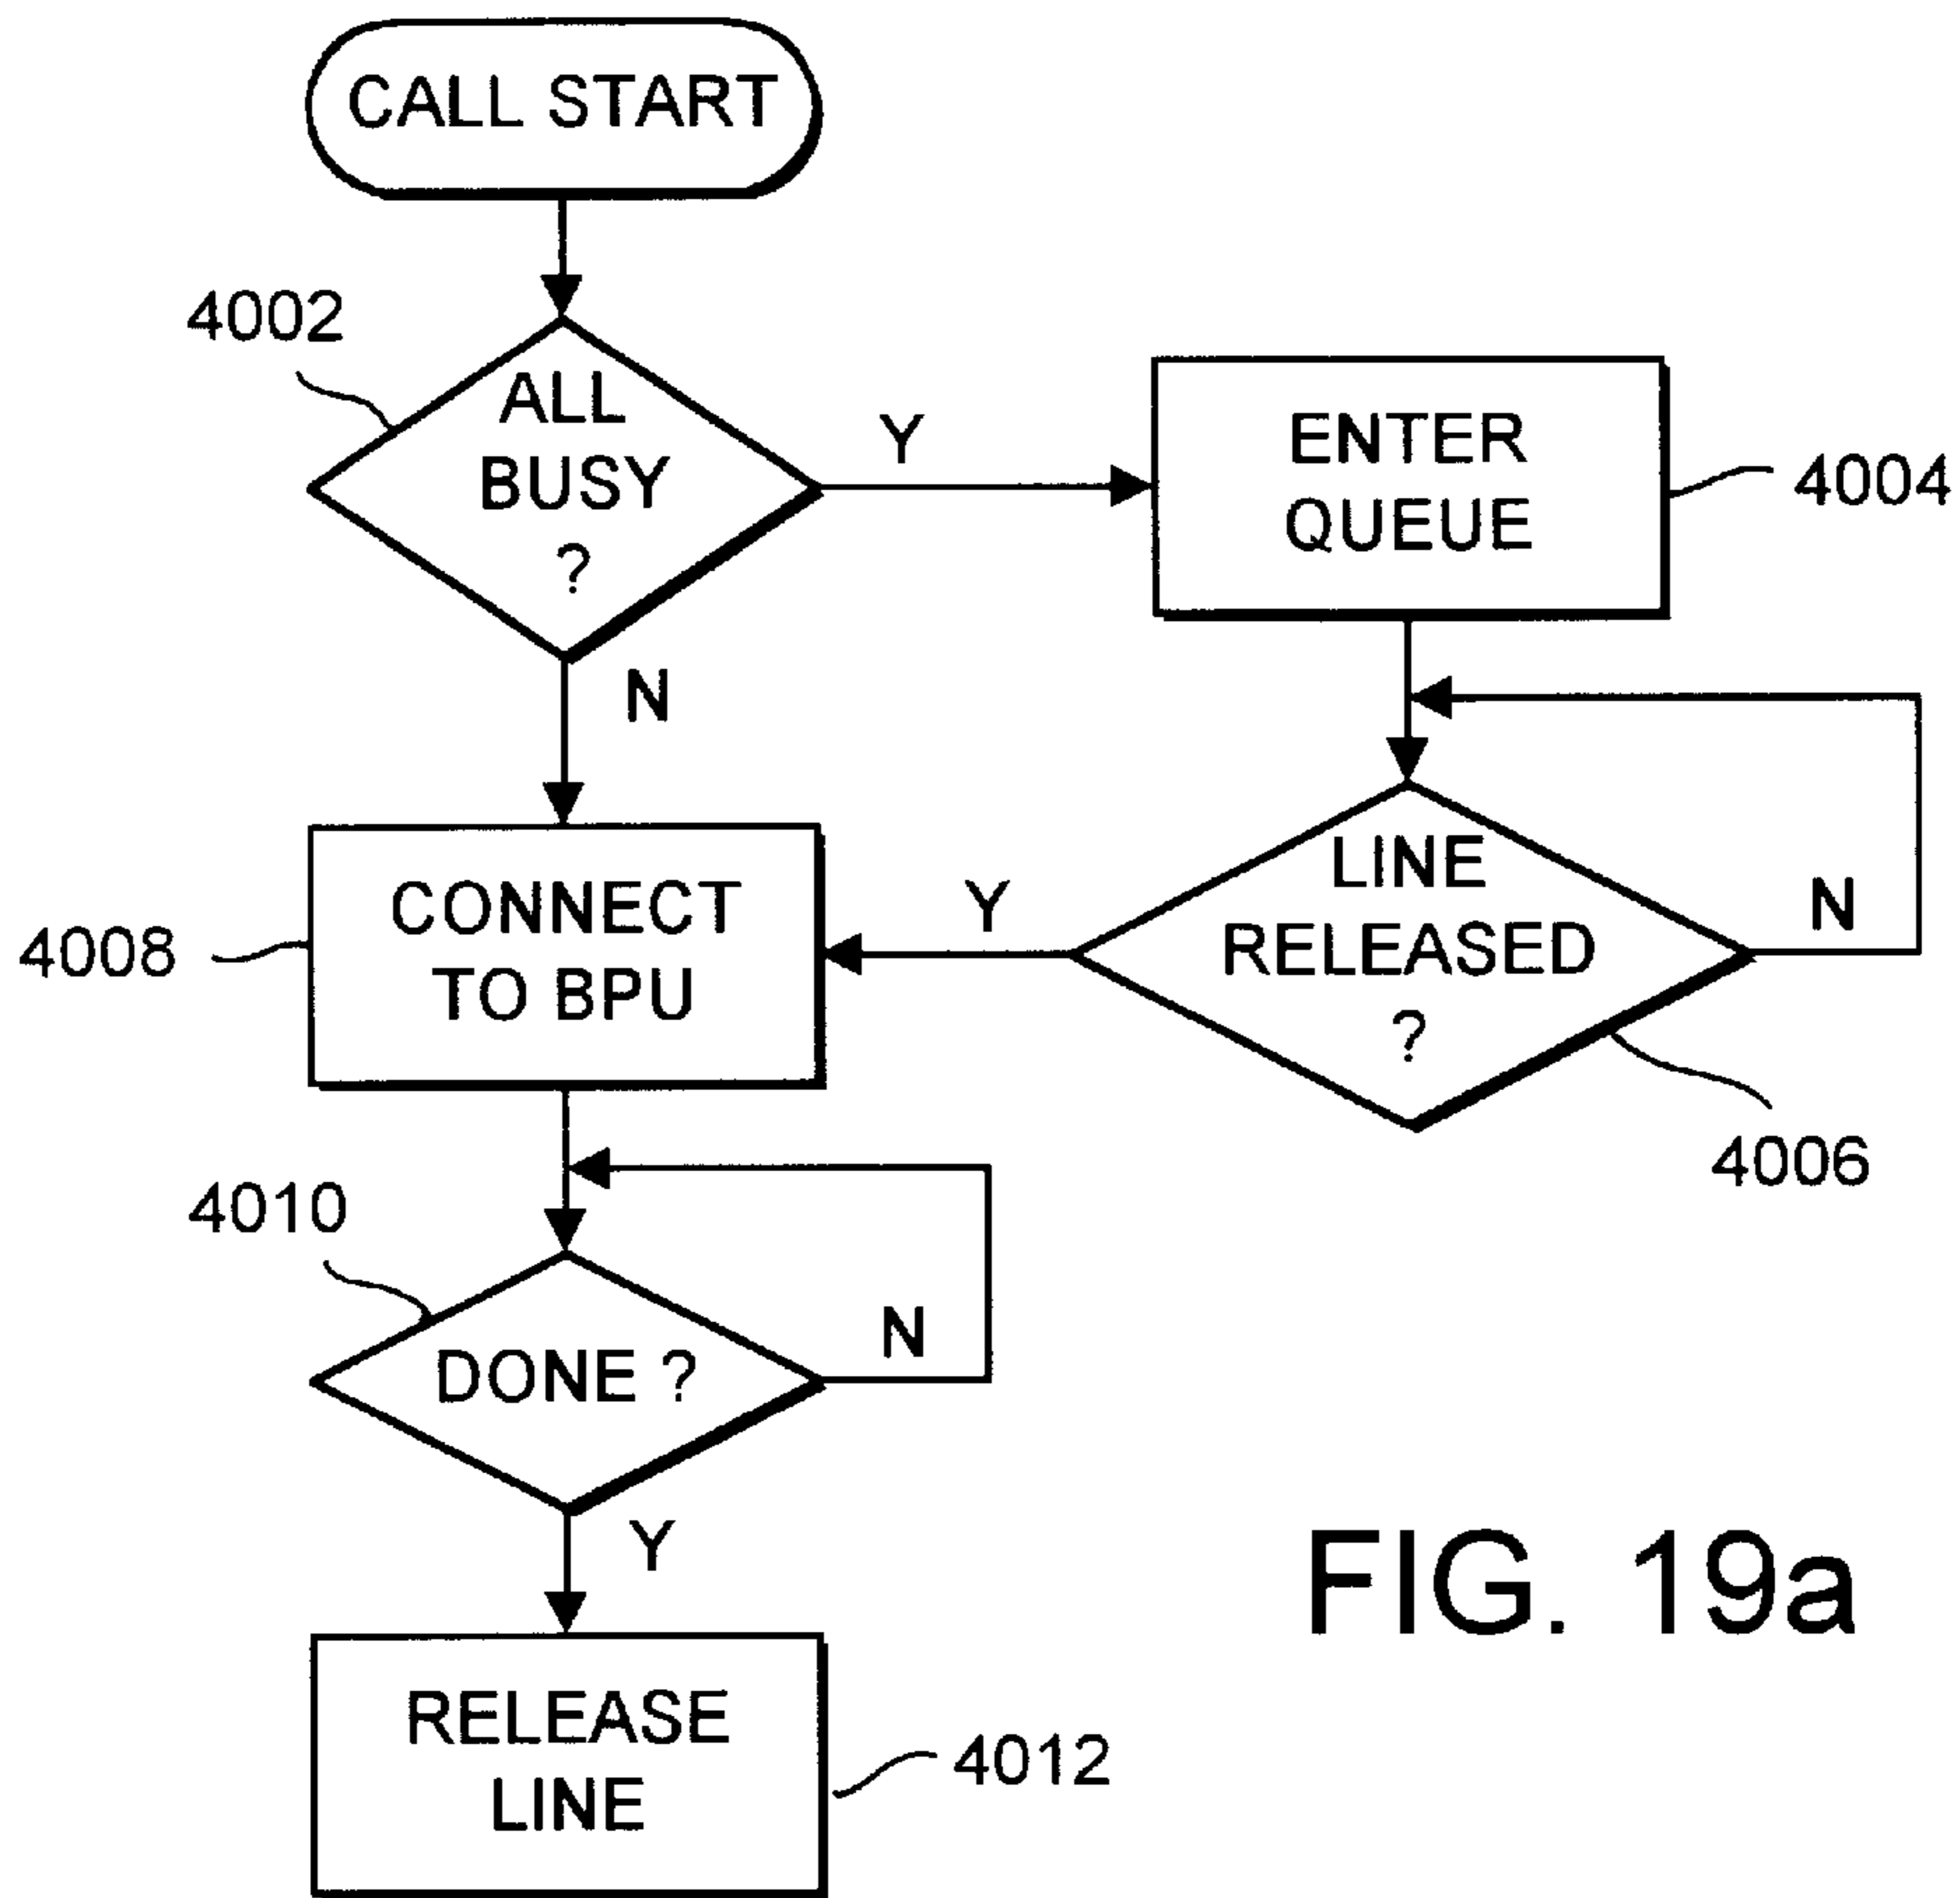 CALL START
4002
ALL
BUSY
?
Y
ENTER
QUEUE
4004
N
LINE
RELEASED
?
N
Y
4006
CONNECT
TO BPU
4008
4010
DONE ?
N
Y
RELEASE
LINE
4012
FIG. 19a